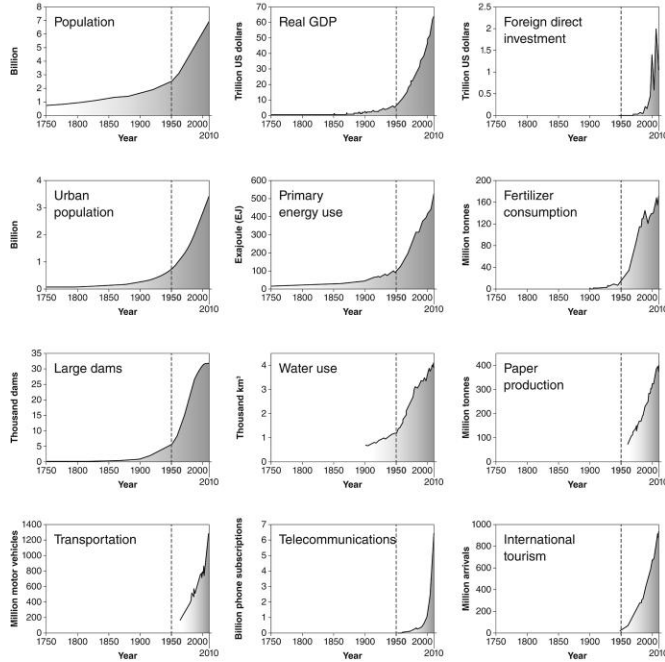 Population
Billion
8
7
6
5
4
3
2
1
0
1750 1800 1850 1900 1950 2000
2010
Year
Real GDP
Trillion US dollars
70
60
50
40
30
20
10
0
1750 1800 1850 1900 1950 2000
2010
Year
Foreign direct
investment
Trillion US dollars
2.5
2
1.5
1
0.5
0
1750 1800 1850 1900 1950 2000
2010
Year
Urban
population
Billion
4
3
2
1
0
1750 1800 1850 1900 1950 2000
2010
Year
Primary
energy use
Exajoule (EJ)
600
500
400
300
200
100
0
1750 1800 1850 1900 1950 2000
2010
Year
Fertilizer
consumption
Million tonnes
200
160
120
80
40
0
1750 1800 1850 1900 1950 2000
2010
Year
Large dams
Thousand dams
35
30
25
20
15
10
5
0
1750 1800 1850 1900 1950 2000
2010
Year
Water use
Thousand km³
4
3
2
1
0
1750 1800 1850 1900 1950 2000
2010
Year
Paper
production
Million tonnes
400
300
200
100
0
1750 1800 1850 1900 1950 2000
2010
Year
Transportation
Million motor vehicles
1400
1200
1000
800
600
400
200
0
1750 1800 1850 1900 1950 2000
2010
Year
Telecommunications
Billion phone subscriptions
7
6
5
4
3
2
1
0
1750 1800 1850 1900 1950 2000
2010
Year
International
tourism
Million arrivals
1000
800
600
400
200
0
1750 1800 1850 1900 1950 2000
2010
Year